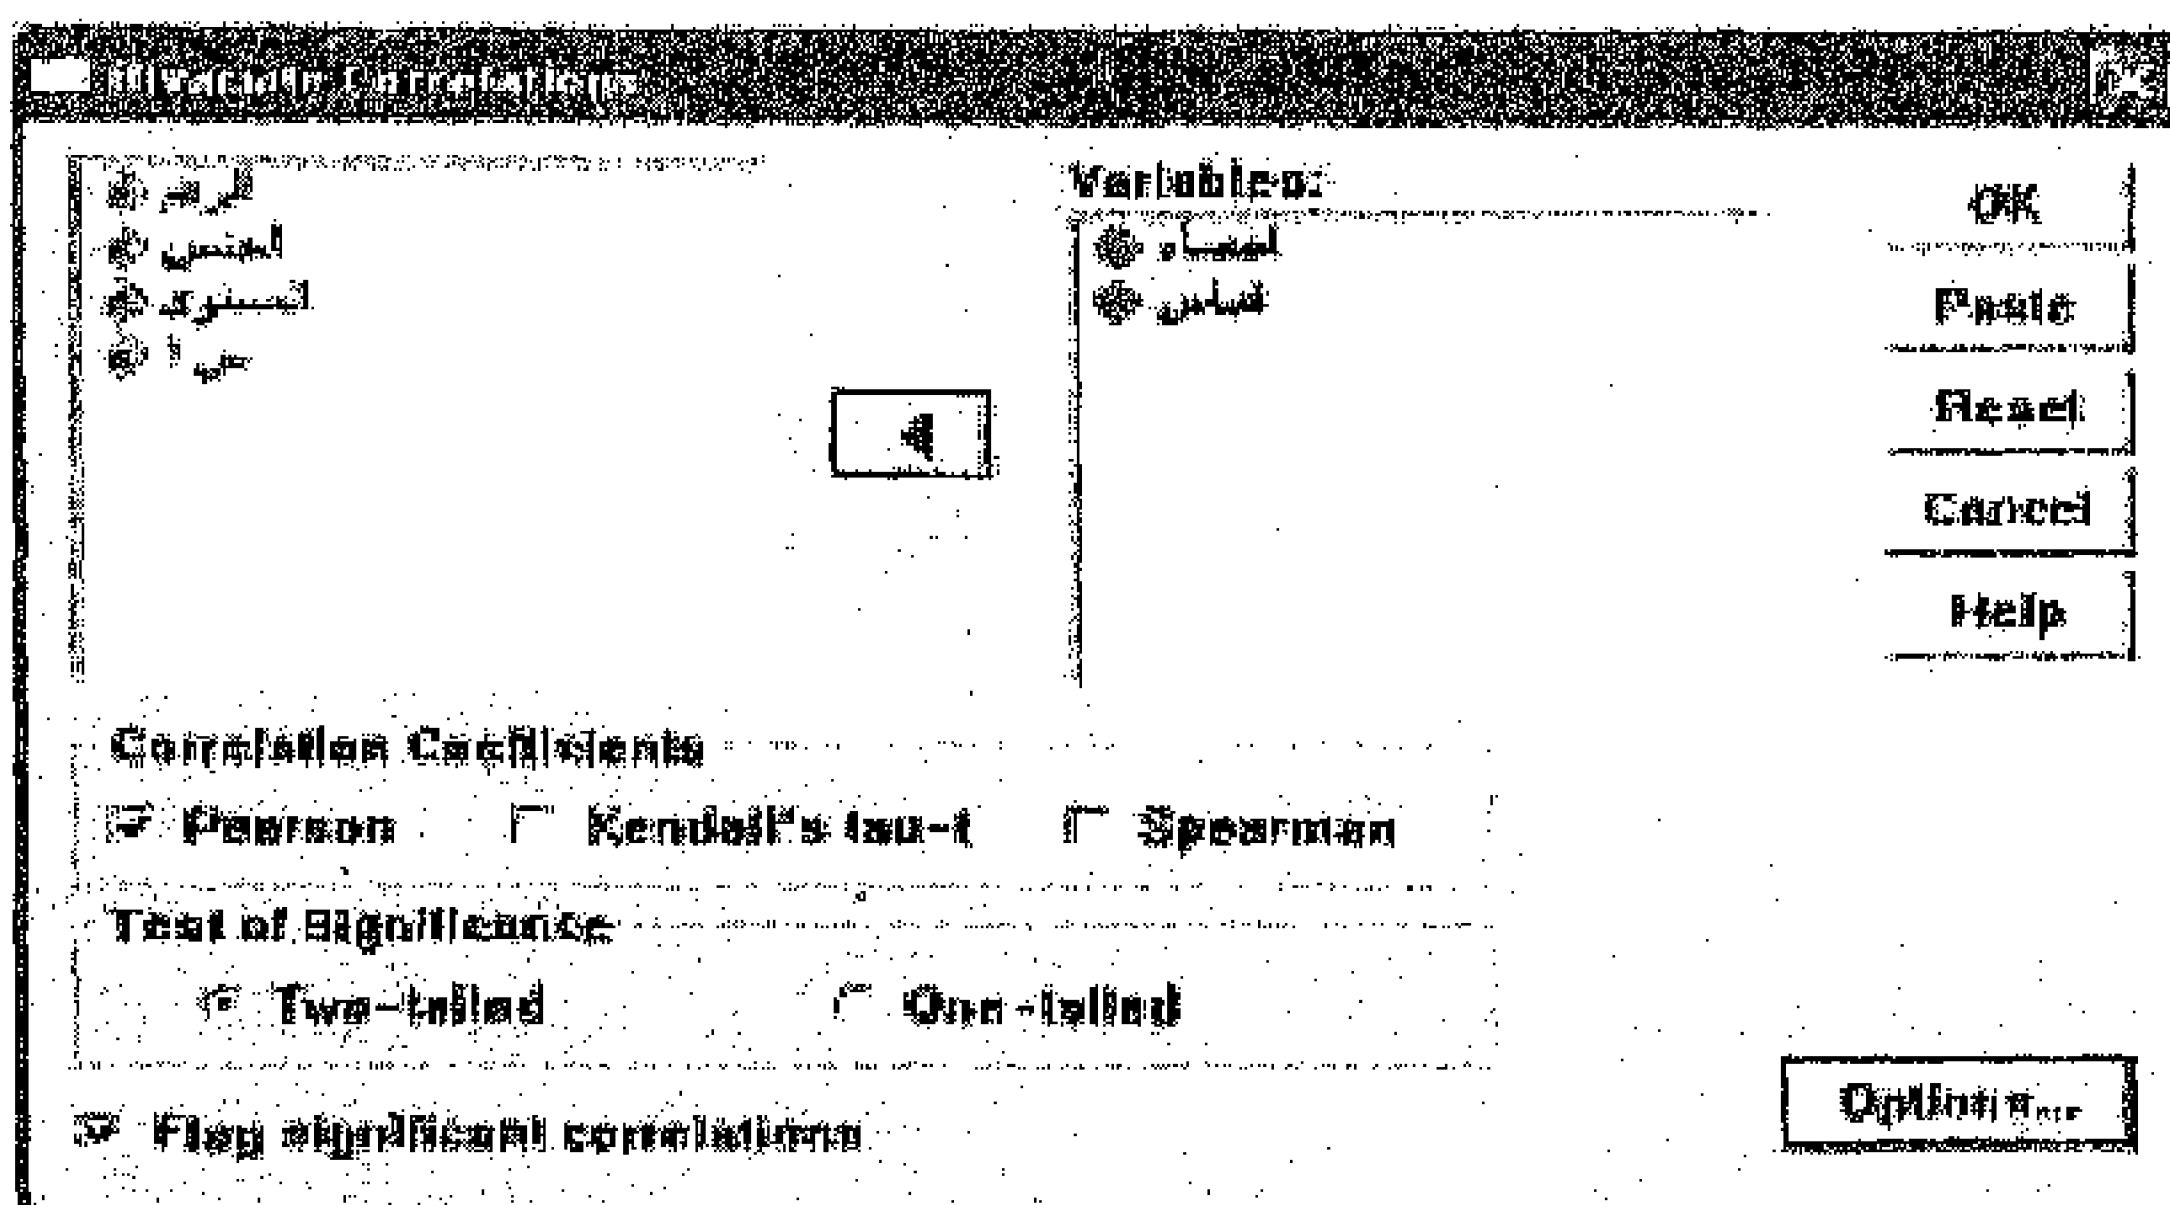 Bivariate Correlations
Variables:
OK
Paste
Reset
Cancel
Help
Correlation Coefficients
Pearson Kendall's tau-t Spearman
Test of Significance
Two-tailed One-tailed
Flag significant correlations
Options...